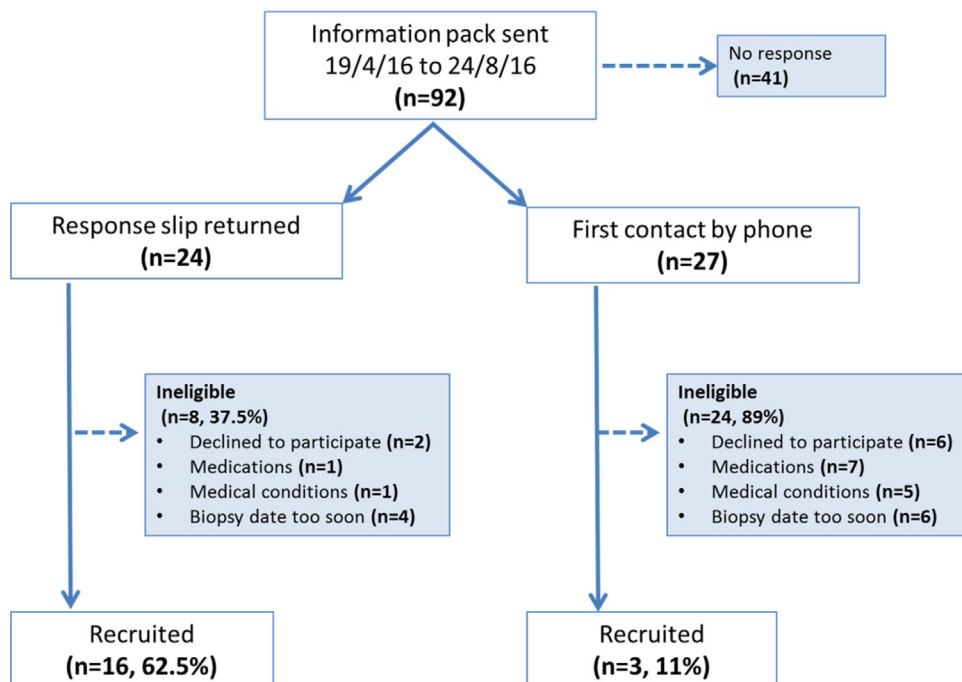 Information pack sent
19/4/16 to 24/8/16
(n=92)
No response
(n=41)
Response slip returned
(n=24)
First contact by phone
(n=27)
Ineligible
(n=8, 37.5%)
• Declined to participate (n=2)
• Medications (n=1)
• Medical conditions (n=1)
• Biopsy date too soon (n=4)
Ineligible
(n=24, 89%)
• Declined to participate (n=6)
• Medications (n=7)
• Medical conditions (n=5)
• Biopsy date too soon (n=6)
Recruited
(n=16, 62.5%)
Recruited
(n=3, 11%)